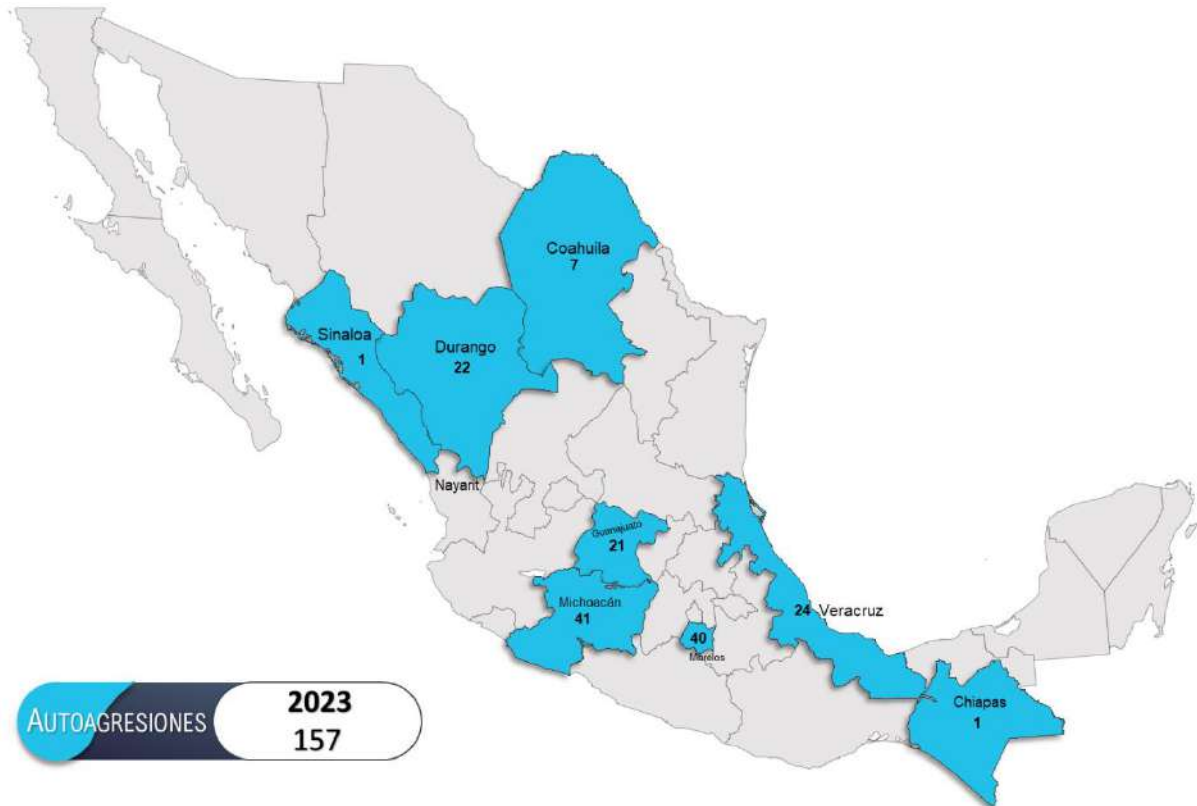 Coahuila
7
Sinaloa
1
Durango
22
Nayarit
Guanajuato
21
Michoacán
41
40
Morelos
24 Veracruz
Chiapas
1
AUTOAGRESIONES
2023
157